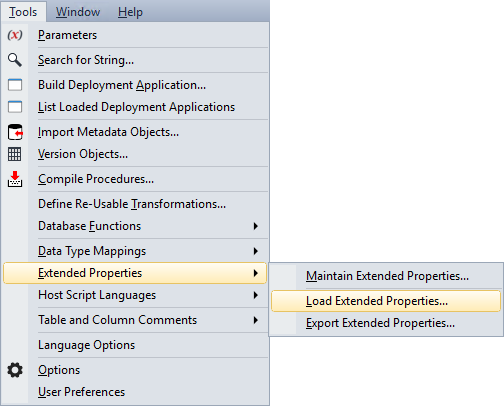 Tools Window Help
(x) Parameters
Search for String...
Build Deployment Application...
List Loaded Deployment Applications
Import Metadata Objects...
Version Objects...
Compile Procedures...
Define Re-Usable Transformations...
Database Functions
Data Type Mappings
Extended Properties
Maintain Extended Properties...
Load Extended Properties...
Export Extended Properties...
Host Script Languages
Table and Column Comments
Language Options
Options
User Preferences